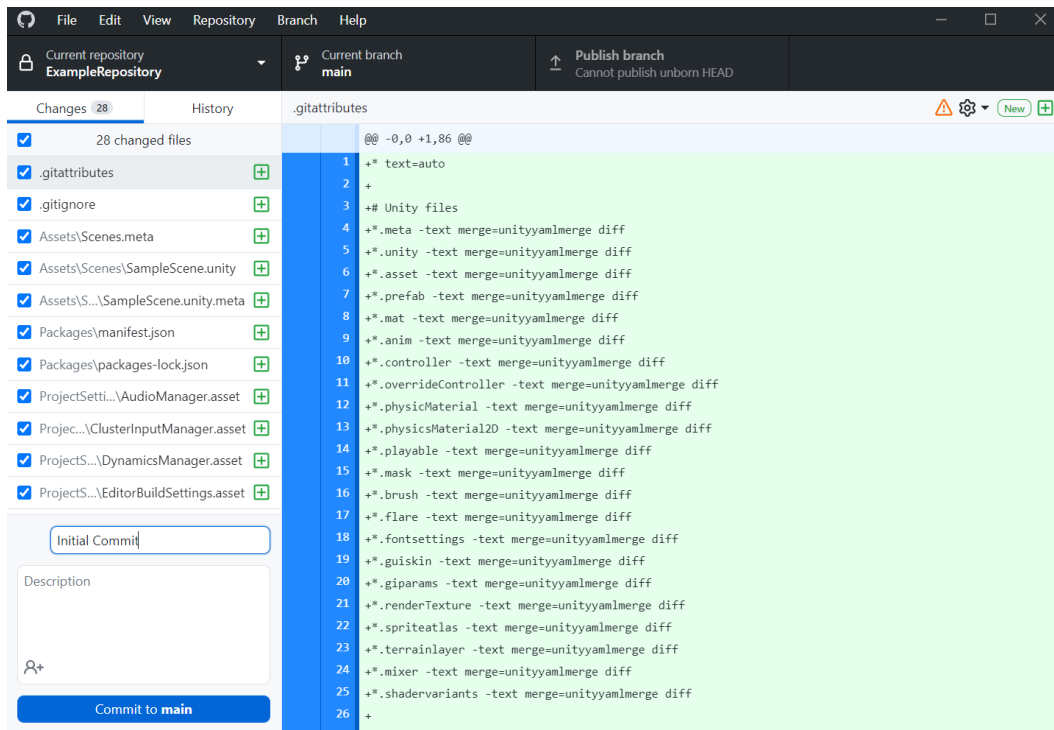 File Edit View Repository Branch Help
Current repository
ExampleRepository
Current branch
main
Publish branch
Cannot publish unborn HEAD
Changes 28
History
.gitattributes
New
28 changed files
.gitattributes
.gitignore
Assets\Scenes.meta
Assets\Scenes\SampleScene.unity
Assets\S...\SampleScene.unity.meta
Packages\manifest.json
Packages\packages-lock.json
ProjectSetti...\AudioManager.asset
Projec...\ClusterInputManager.asset
ProjectS...\DynamicsManager.asset
ProjectS...\EditorBuildSettings.asset
Initial Commit
Description
Commit to main
@@ -0,0 +1,86 @@
1 +* text=auto
2 +
3 +# Unity files
4 +*.meta -text merge=unityyamlmerge diff
5 +*.unity -text merge=unityyamlmerge diff
6 +*.asset -text merge=unityyamlmerge diff
7 +*.prefab -text merge=unityyamlmerge diff
8 +*.mat -text merge=unityyamlmerge diff
9 +*.anim -text merge=unityyamlmerge diff
10 +*.controller -text merge=unityyamlmerge diff
11 +*.overrideController -text merge=unityyamlmerge diff
12 +*.physicMaterial -text merge=unityyamlmerge diff
13 +*.physicsMaterial2D -text merge=unityyamlmerge diff
14 +*.playable -text merge=unityyamlmerge diff
15 +*.mask -text merge=unityyamlmerge diff
16 +*.brush -text merge=unityyamlmerge diff
17 +*.flare -text merge=unityyamlmerge diff
18 +*.fontsettings -text merge=unityyamlmerge diff
19 +*.guiskin -text merge=unityyamlmerge diff
20 +*.giparams -text merge=unityyamlmerge diff
21 +*.renderTexture -text merge=unityyamlmerge diff
22 +*.spriteatlas -text merge=unityyamlmerge diff
23 +*.terrainlayer -text merge=unityyamlmerge diff
24 +*.mixer -text merge=unityyamlmerge diff
25 +*.shadervariants -text merge=unityyamlmerge diff
26 +